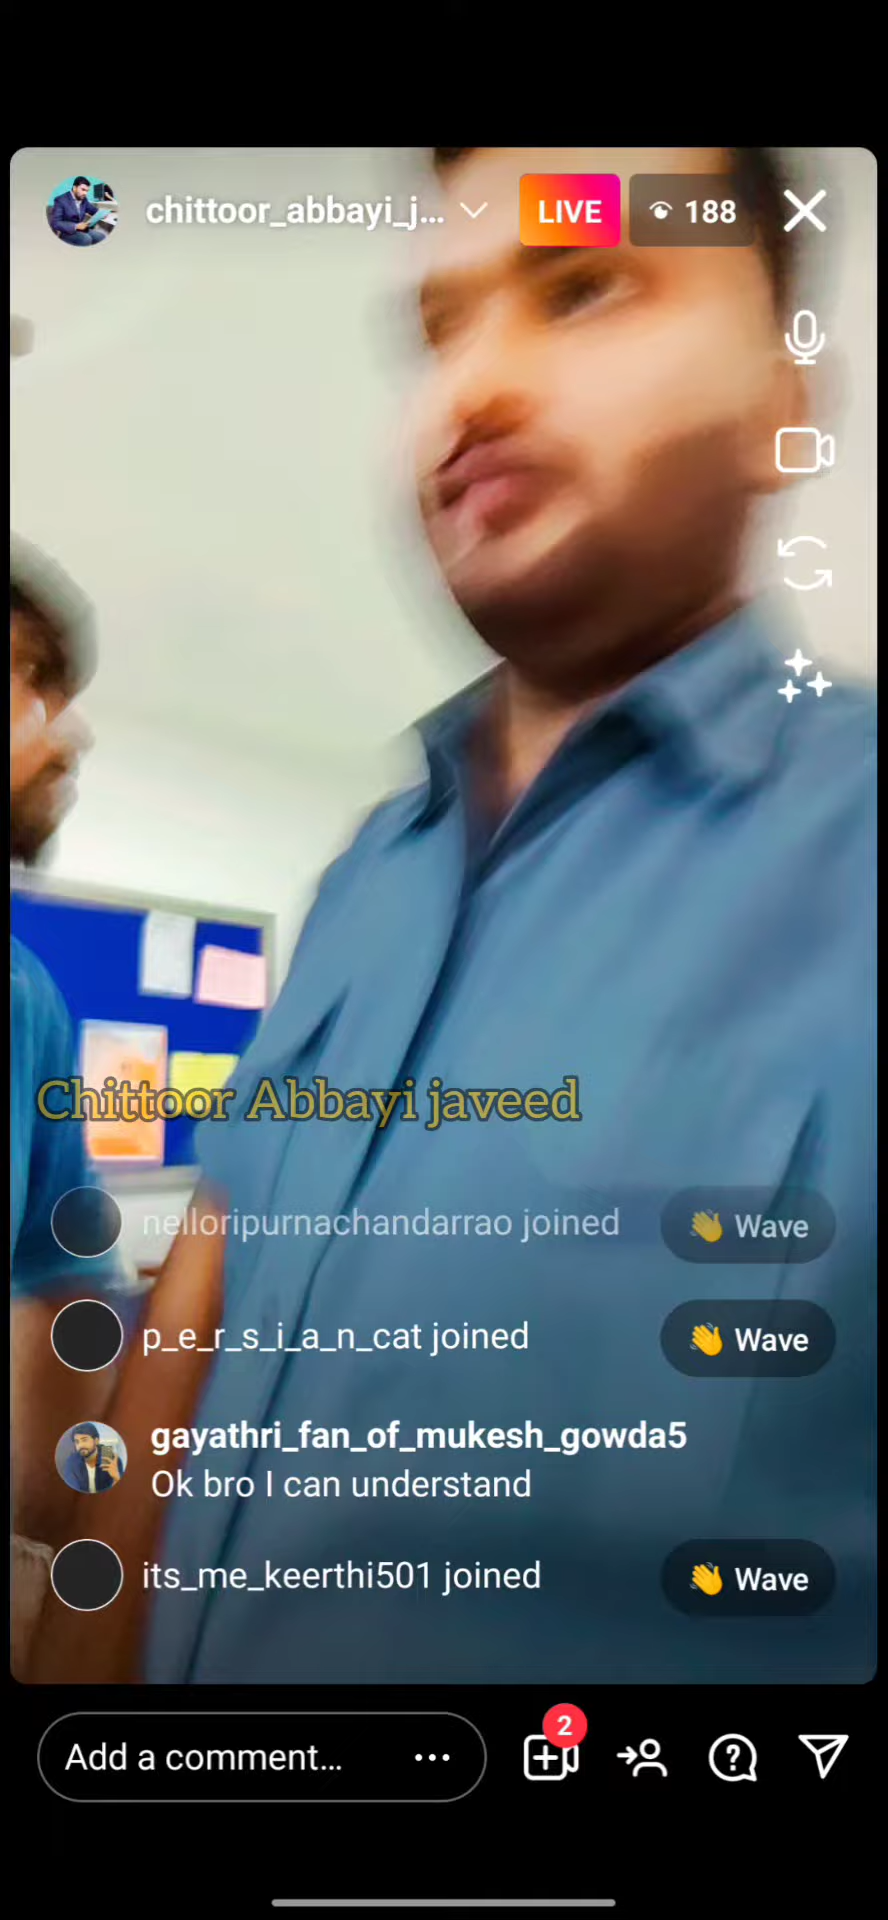 chittoor_abbayi_j... LIVE 188
Chittoor Abbayi javeed
nelloripurnachandarrao joined 👋 Wave
p_e_r_s_i_a_n_cat joined 👋 Wave
gayathri_fan_of_mukesh_gowda5
Ok bro I can understand
its_me_keerthi501 joined 👋 Wave
2
Add a comment...